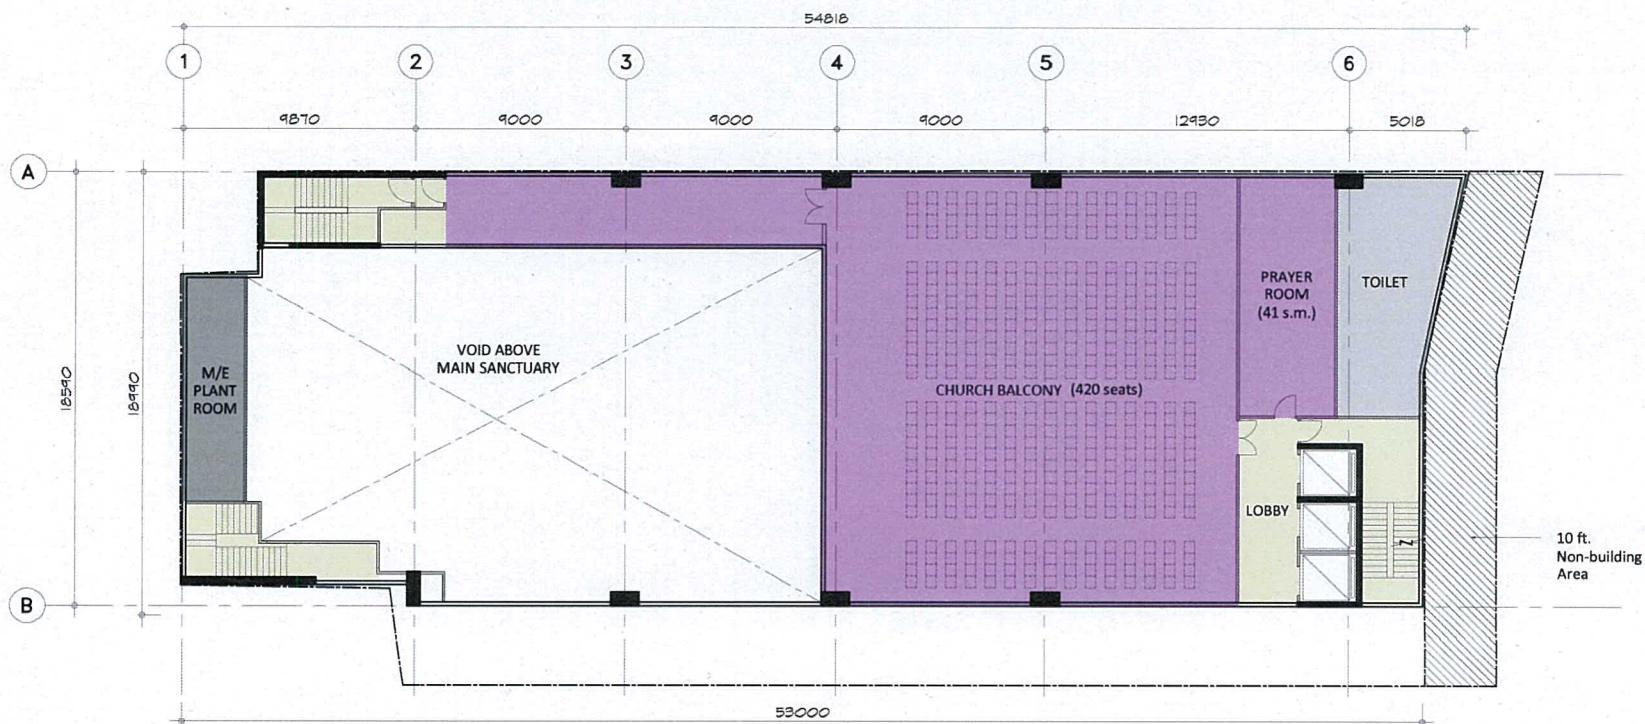 54818
1
2
3
4
5
6
9870
9000
9000
9000
12930
5018
A
18590
18990
M/E
PLANT
ROOM
VOID ABOVE
MAIN SANCTUARY
CHURCH BALCONY (420 seats)
PRAYER
ROOM
(41 s.m.)
TOILET
LOBBY
10 ft.
Non-building
Area
B
53000